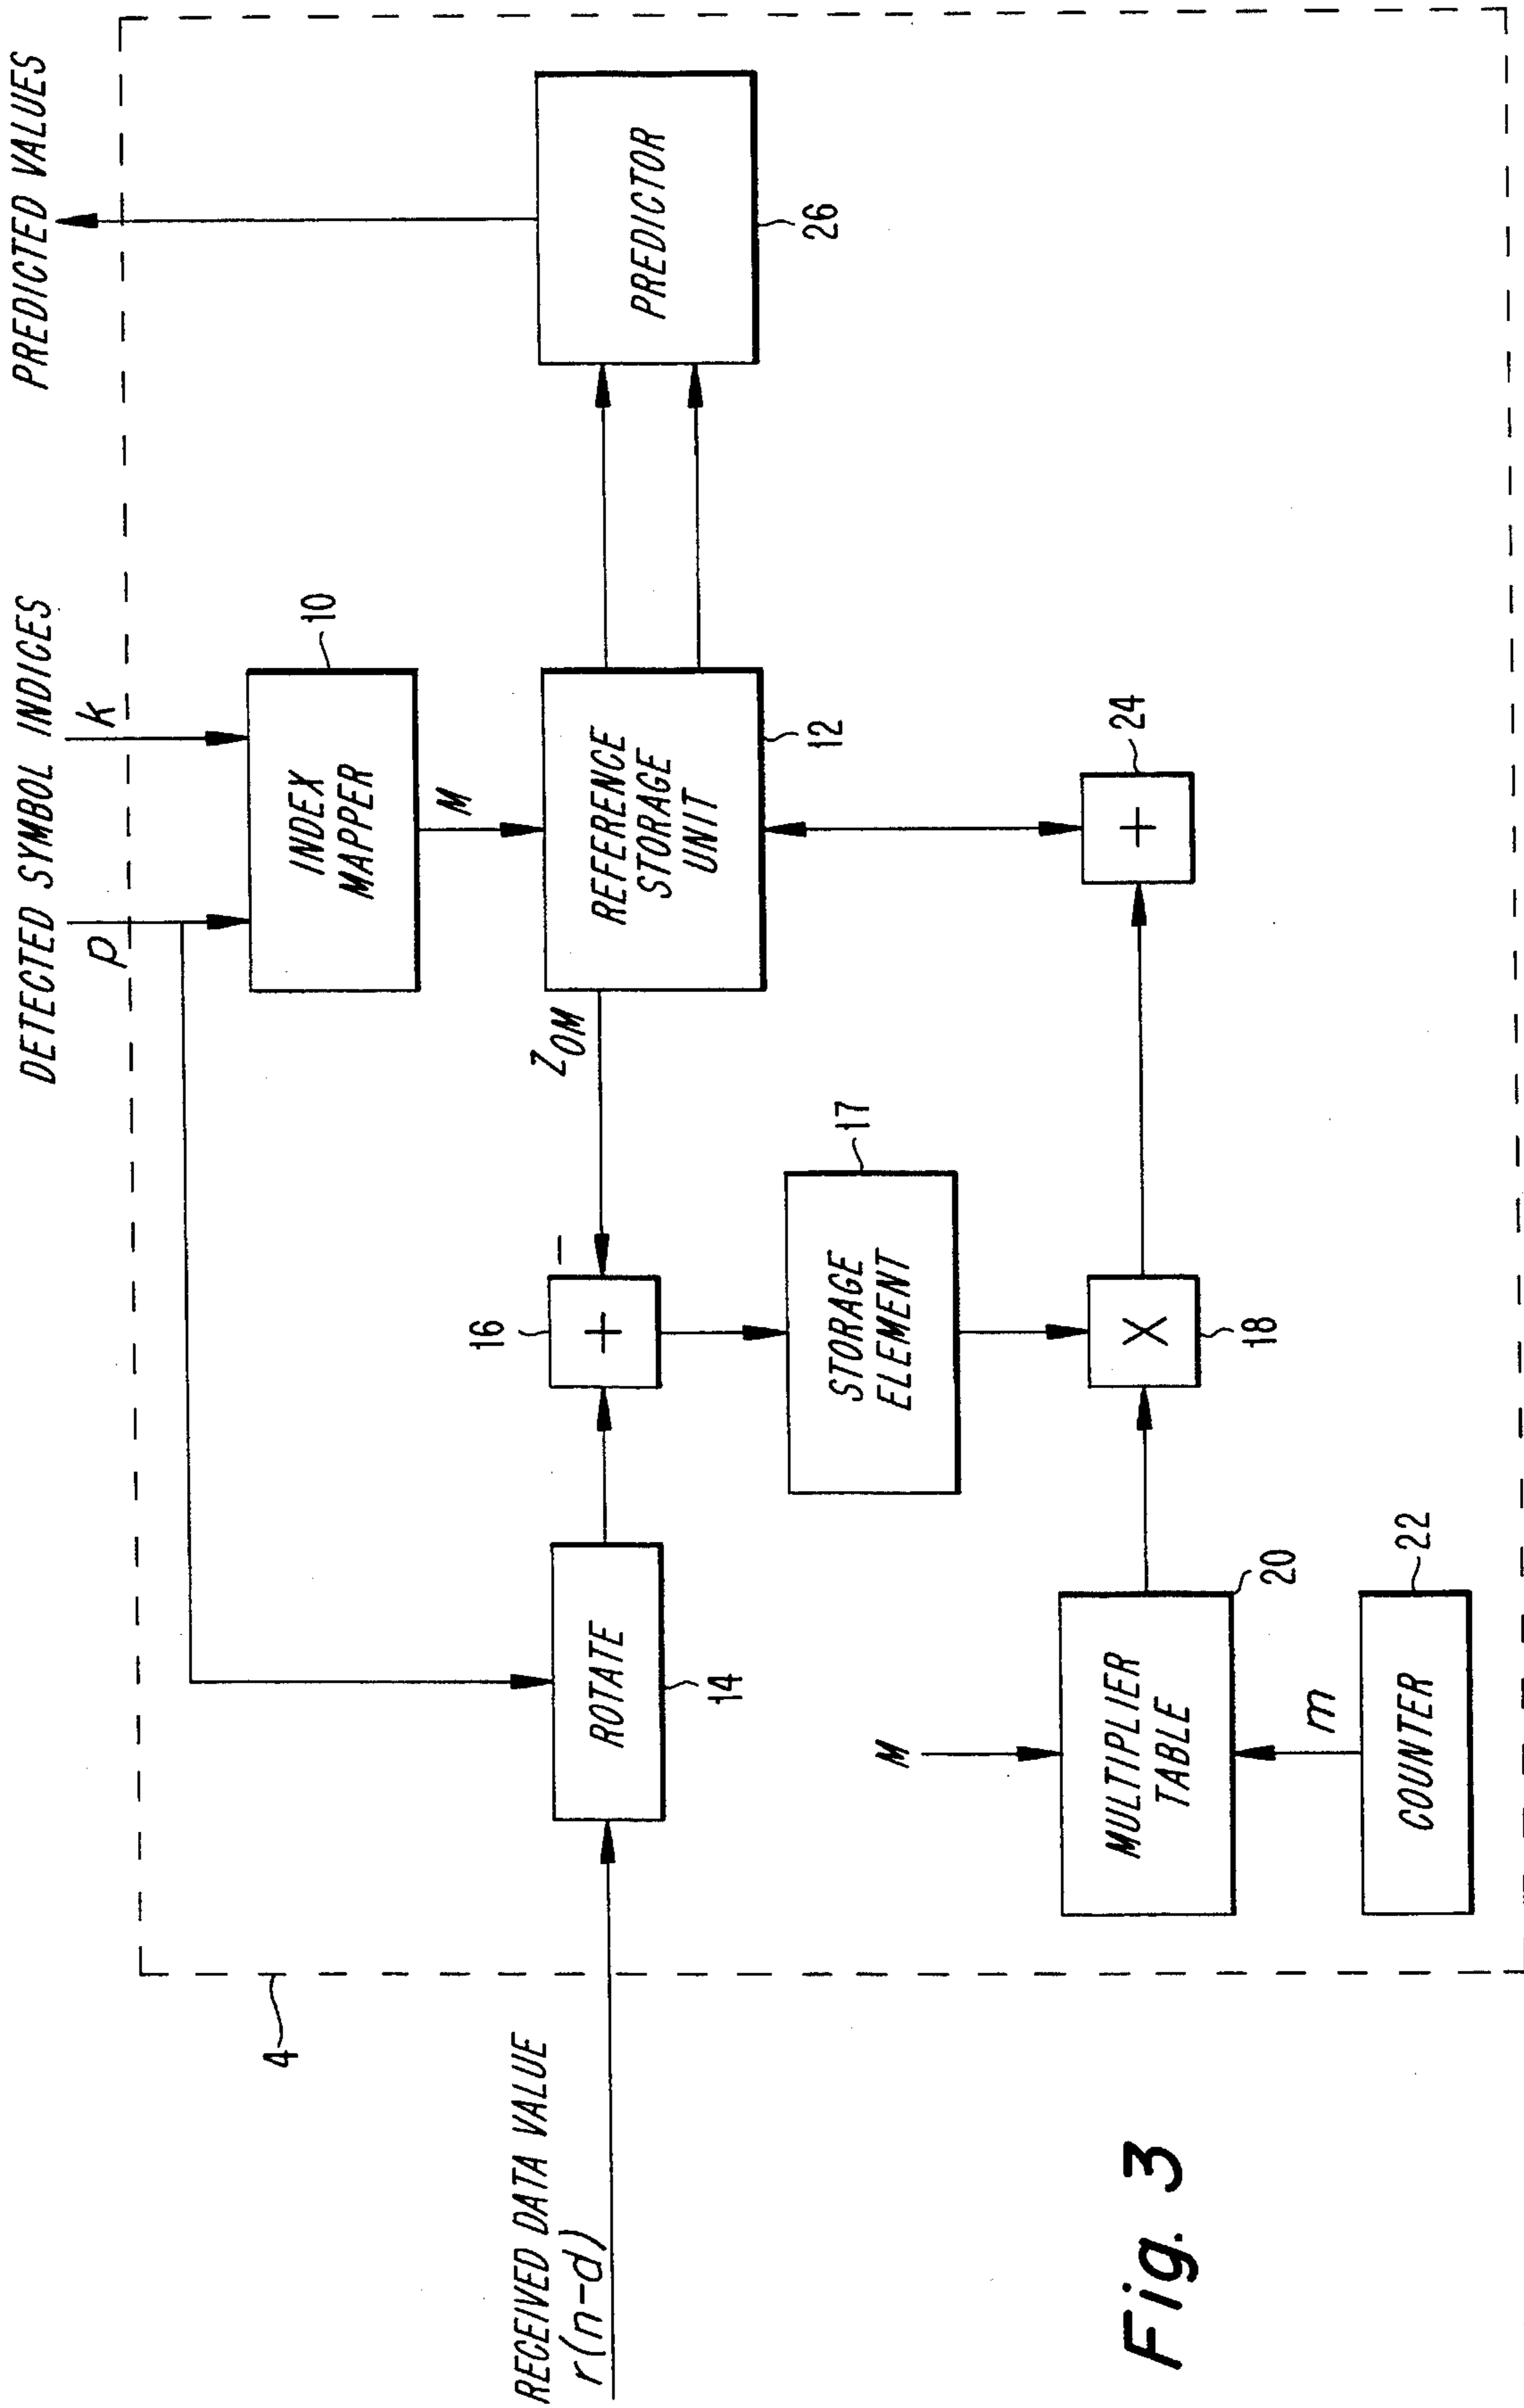 DETECTED SYMBOL INDICES
PREDICTED VALUES
p
k
4
INDEX
MAPPER
10
M
RECEIVED DATA VALUE
r(n-d)
ROTATE
14
16
+
−
Z0M
REFERENCE
STORAGE
UNIT
12
PREDICTOR
26
STORAGE
ELEMENT
17
M
MULTIPLIER
TABLE
20
X
18
+
24
m
COUNTER
22
Fig. 3